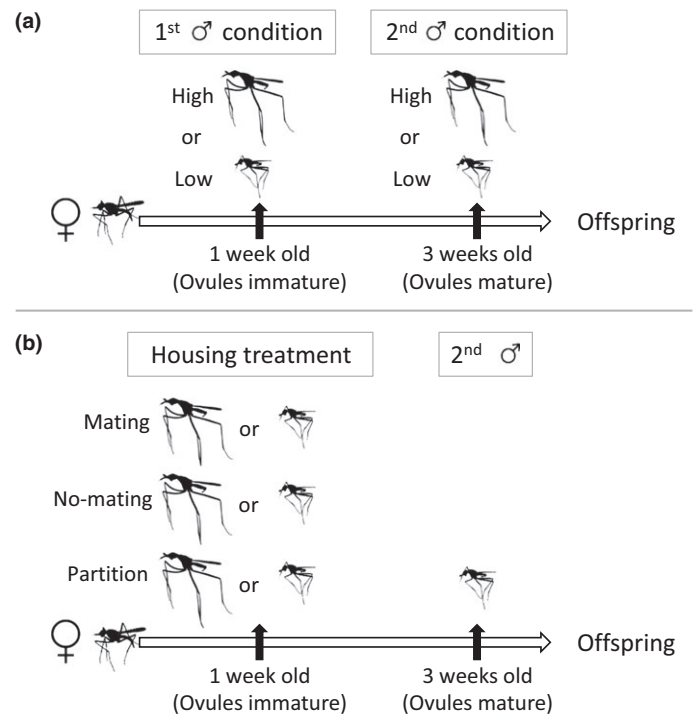 (a)
1st ♂ condition 2nd ♂ condition
High High
or or
Low Low
♀ Offspring
1 week old 3 weeks old
(Ovules immature) (Ovules mature)
(b)
Housing treatment 2nd ♂
Mating or
No-mating or
Partition or
♀ Offspring
1 week old 3 weeks old
(Ovules immature) (Ovules mature)